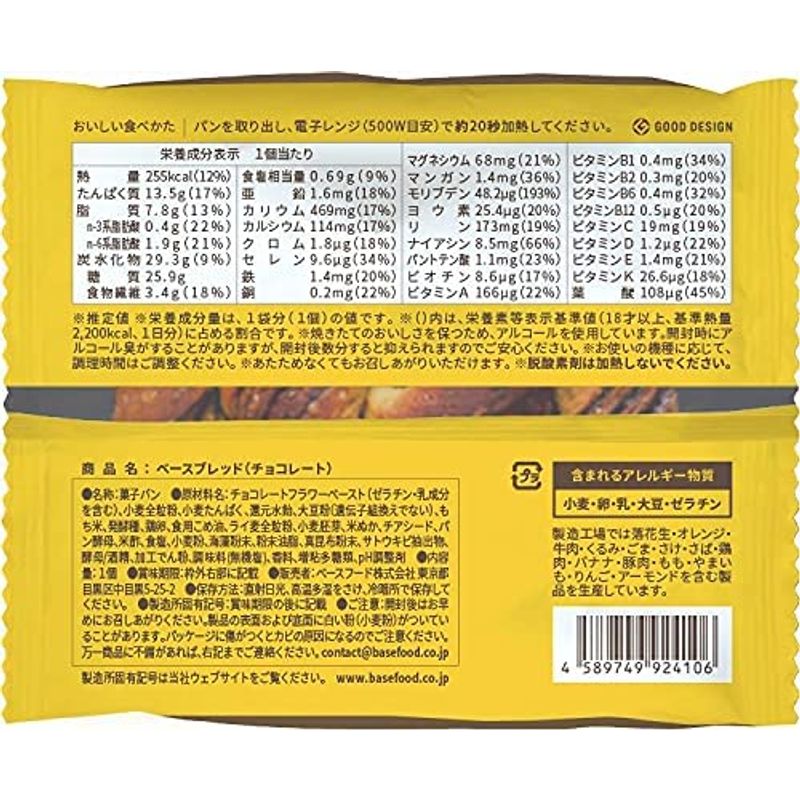 おいしい食べかた｜パンを取り出し、電子レンジ(500W目安)で約20秒加熱してください。 GOOD DESIGN
栄養成分表示 1個当たり
熱量 255kcal(12%)
たんぱく質 13.5g(17%)
脂質 7.8g(13%)
n-3系脂肪酸 0.4g(22%)
n-6系脂肪酸 1.9g(21%)
炭水化物 29.3g(9%)
糖質 25.9g
食物繊維 3.4g(18%)
食塩相当量 0.69g(9%)
亜鉛 1.6mg(18%)
カリウム 469mg(17%)
カルシウム 114mg(17%)
クロム 1.8μg(18%)
セレン 9.6μg(34%)
鉄 1.4mg(20%)
銅 0.2mg(22%)
マグネシウム 68mg(21%)
マンガン 1.4mg(36%)
モリブデン 48.2μg(193%)
ヨウ素 25.4μg(20%)
リン 173mg(19%)
ナイアシン 8.5mg(66%)
パントテン酸 1.1mg(23%)
ビオチン 8.6μg(17%)
ビタミンA 166μg(22%)
ビタミンB1 0.4mg(34%)
ビタミンB2 0.3mg(20%)
ビタミンB6 0.4mg(32%)
ビタミンB12 0.5μg(20%)
ビタミンC 19mg(19%)
ビタミンD 1.2μg(22%)
ビタミンE 1.4mg(21%)
ビタミンK 26.6μg(18%)
葉酸 108μg(45%)
※推定値 ※栄養成分量は、1袋分(1個)の値です。※()内は、栄養素等表示基準値(18才以上、基準熱量
2,200kcal、1日分)に占める割合です。※焼きたてのおいしさを保つため、アルコールを使用しています。開封時にア
ルコール臭がすることがありますが、開封後数分すると抑えられますのでご安心ください。※お使いの機種に応じて、
調理時間はご調整ください。※あたためなくてもお召しあがりいただけます。※脱酸素剤は加熱しないでください。
商品名：ベースブレッド(チョコレート)
●名称：菓子パン ●原材料名：チョコレートフラワーペースト(ゼラチン・乳成分
を含む)、小麦全粒粉、小麦たんぱく、還元水飴、大豆粉(遺伝子組換えでない)、も
ち米、発酵種、鶏卵、食用こめ油、ライ麦全粒粉、小麦胚芽、米ぬか、チアシード、パ
ン酵母、米酢、食塩、小麦粉、海藻粉末、粉末油脂、真昆布粉末、サトウキビ抽出物、
酵母/酒精、加工でん粉、調味料(無機塩)、香料、増粘多糖類、pH調整剤 ●内容
量：1個 ●賞味期限：枠外右部に記載 ●販売者：ベースフード株式会社 東京都
目黒区中目黒5-25-2 ●保存方法：直射日光、高温多湿をさけ、冷暗所で保存して
ください。 ●製造所固有記号：賞味期限の後に記載 ●ご注意：開封後はお早
めにお召しあがりください。製品の表面および底面に白い粉(小麦粉)がついてい
ることがあります。パッケージに傷がつくとカビの原因になるのでご注意ください。
万一商品に不備があれば、右記までご連絡ください。contact@basefood.co.jp
製造所固有記号は当社ウェブサイトをご覧ください。 www.basefood.co.jp
プラ
含まれるアレルギー物質
小麦・卵・乳・大豆・ゼラチン
製造工場では落花生・オレンジ・
牛肉・くるみ・ごま・さけ・さば・鶏
肉・バナナ・豚肉・もも・やまい
も・りんご・アーモンドを含む製
品を生産しています。
4 589749 924106